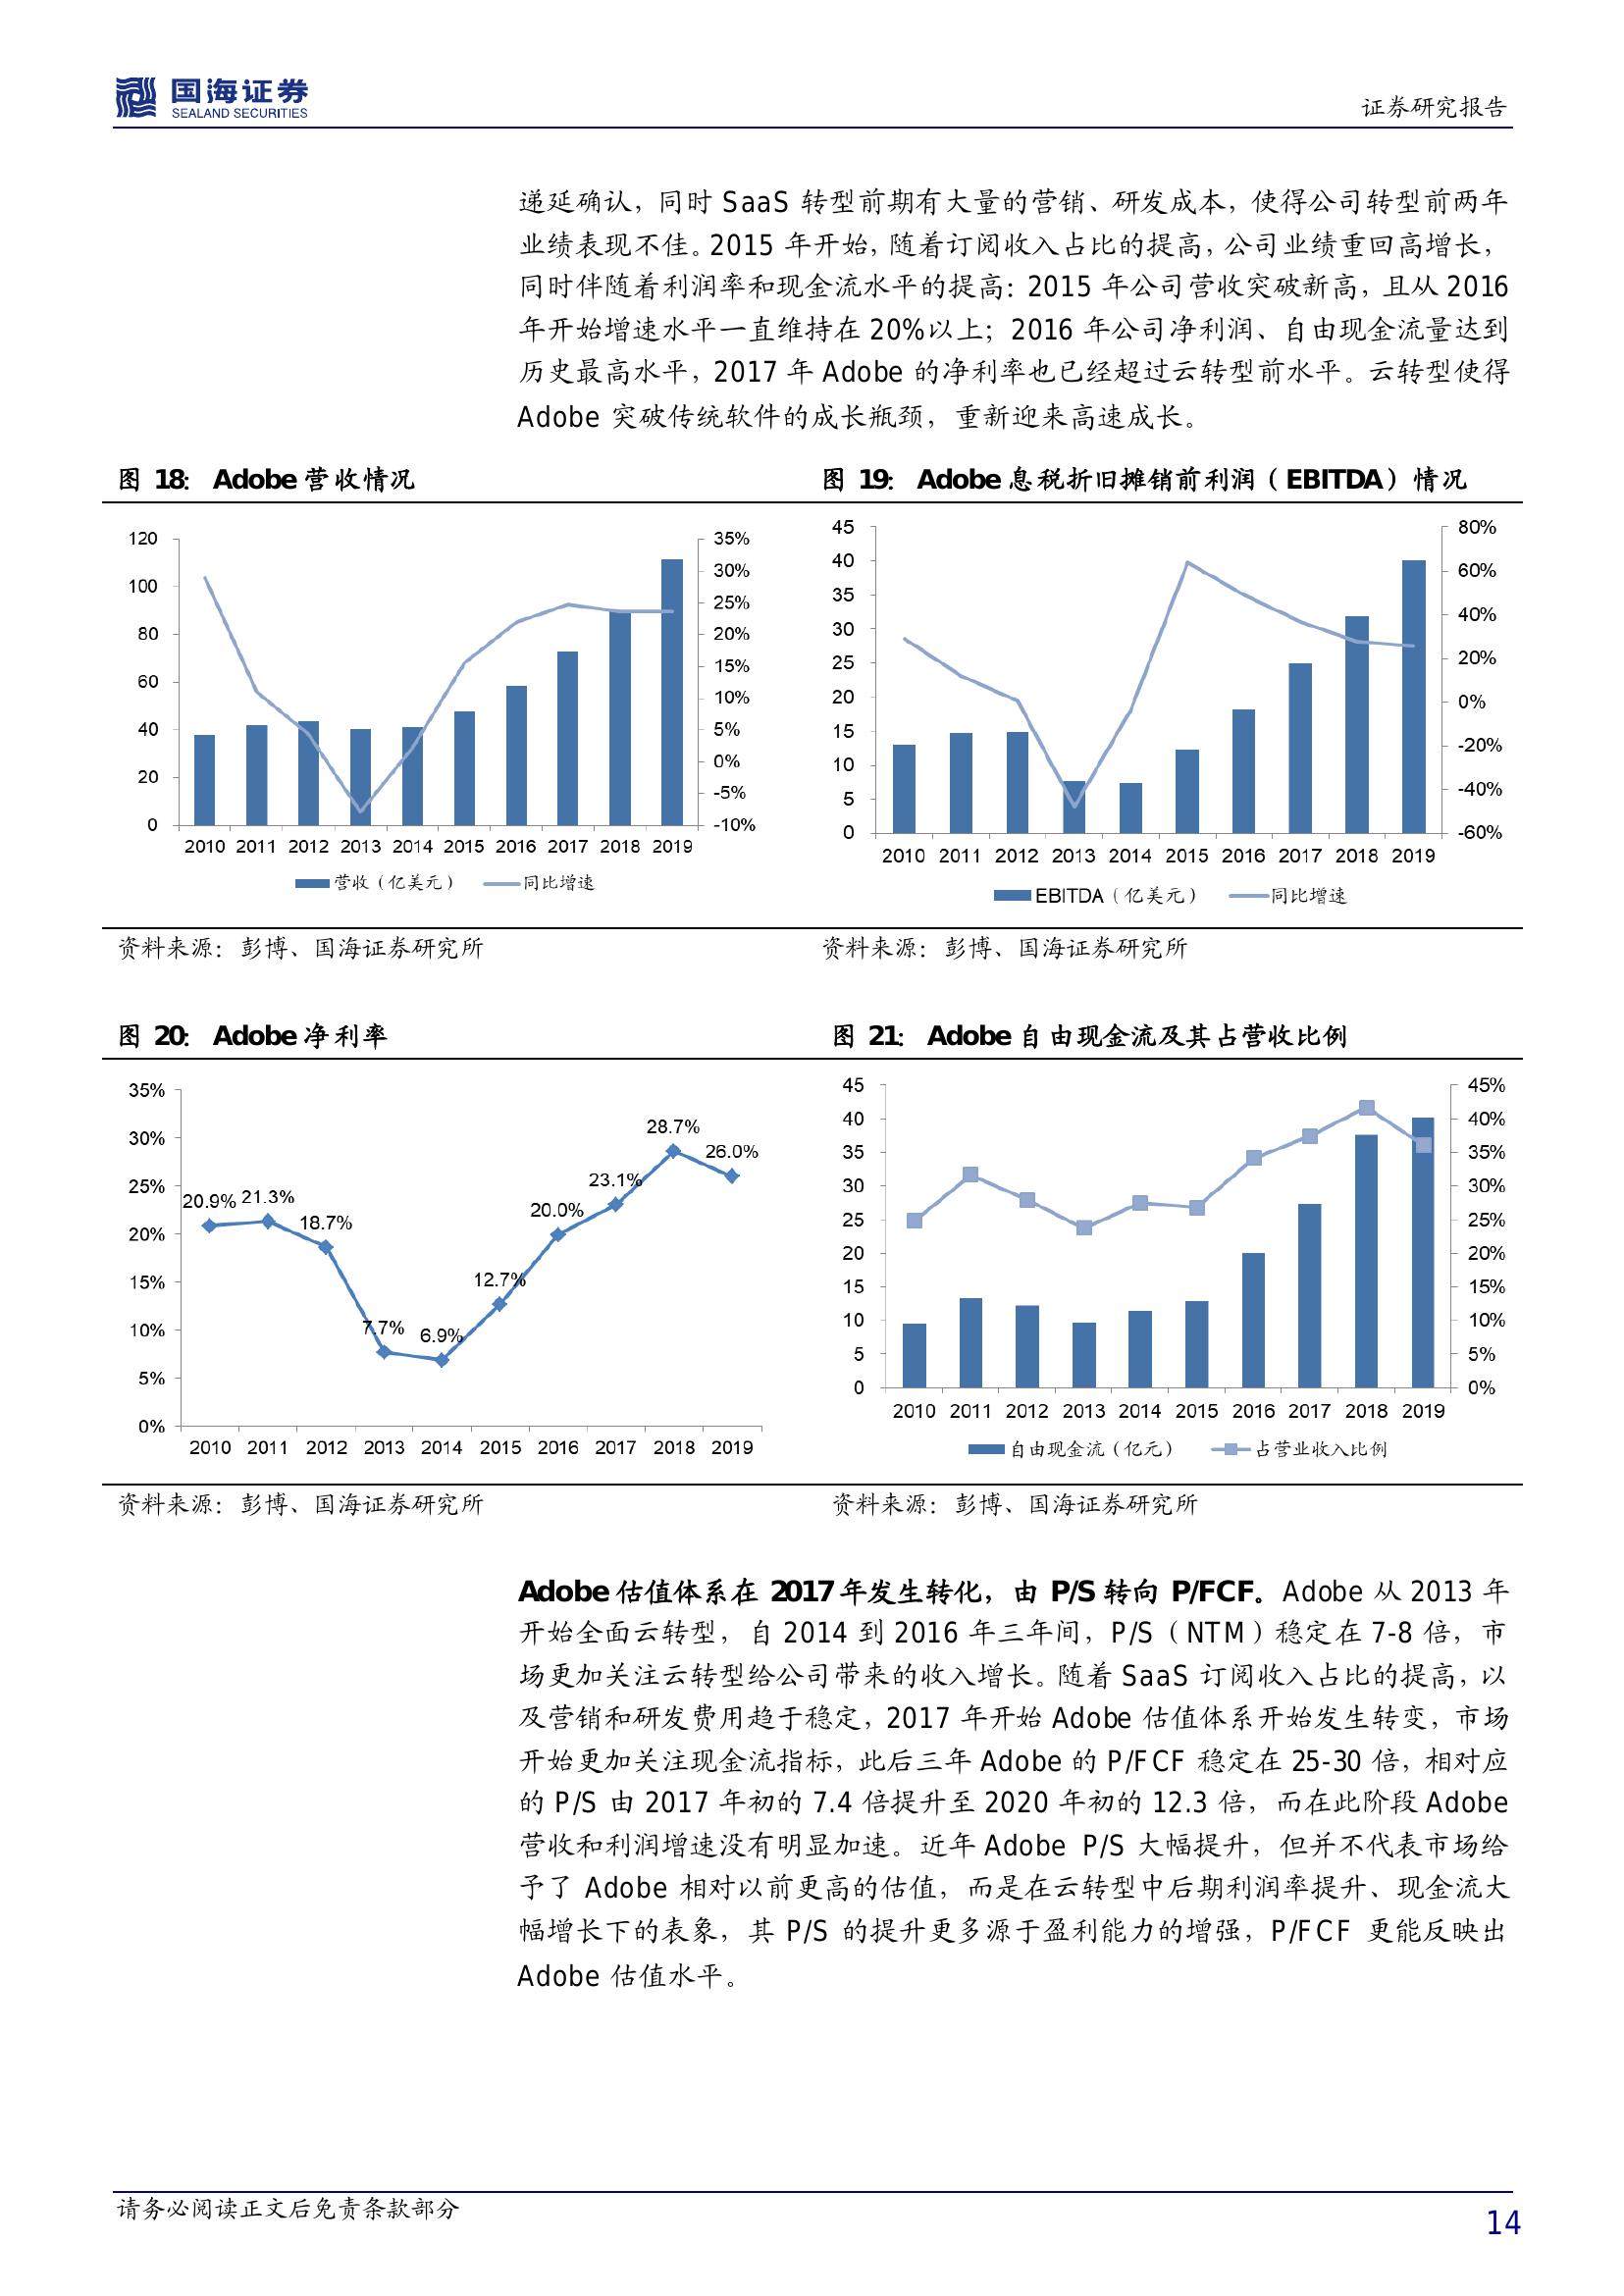 国海证券
SEALAND SECURITIES
证券研究报告
递延确认，同时 SaaS 转型前期有大量的营销、研发成本，使得公司转型前两年
业绩表现不佳。2015 年开始，随着订阅收入占比的提高，公司业绩重回高增长，
同时伴随着利润率和现金流水平的提高：2015 年公司营收突破新高，且从 2016
年开始增速水平一直维持在 20%以上；2016 年公司净利润、自由现金流量达到
历史最高水平，2017 年 Adobe 的净利率也已经超过云转型前水平。云转型使得
Adobe 突破传统软件的成长瓶颈，重新迎来高速成长。
图 18： Adobe 营收情况
120
100
80
60
40
20
0
35%
30%
25%
20%
15%
10%
5%
0%
-5%
-10%
2010 2011 2012 2013 2014 2015 2016 2017 2018 2019
营收（亿美元） 同比增速
资料来源：彭博、国海证券研究所
图 19： Adobe 息税折旧摊销前利润（EBITDA）情况
45
40
35
30
25
20
15
10
5
0
80%
60%
40%
20%
0%
-20%
-40%
-60%
2010 2011 2012 2013 2014 2015 2016 2017 2018 2019
EBITDA（亿美元） 同比增速
资料来源：彭博、国海证券研究所
图 20： Adobe 净利率
35%
30%
25%
20%
15%
10%
5%
0%
20.9% 21.3% 18.7% 7.7% 6.9% 12.7% 20.0% 23.1% 28.7% 26.0%
2010 2011 2012 2013 2014 2015 2016 2017 2018 2019
资料来源：彭博、国海证券研究所
图 21： Adobe 自由现金流及其占营收比例
45
40
35
30
25
20
15
10
5
0
45%
40%
35%
30%
25%
20%
15%
10%
5%
0%
2010 2011 2012 2013 2014 2015 2016 2017 2018 2019
自由现金流（亿元） 占营业收入比例
资料来源：彭博、国海证券研究所
Adobe 估值体系在 2017 年发生转化，由 P/S 转向 P/FCF。Adobe 从 2013 年
开始全面云转型，自 2014 到 2016 年三年间，P/S（NTM）稳定在 7-8 倍，市
场更加关注云转型给公司带来的收入增长。随着 SaaS 订阅收入占比的提高，以
及营销和研发费用趋于稳定，2017 年开始 Adobe 估值体系开始发生转变，市场
开始更加关注现金流指标，此后三年 Adobe 的 P/FCF 稳定在 25-30 倍，相对应
的 P/S 由 2017 年初的 7.4 倍提升至 2020 年初的 12.3 倍，而在此阶段 Adobe
营收和利润增速没有明显加速。近年 Adobe P/S 大幅提升，但并不代表市场给
予了 Adobe 相对以前更高的估值，而是在云转型中后期利润率提升、现金流大
幅增长下的表象，其 P/S 的提升更多源于盈利能力的增强，P/FCF 更能反映出
Adobe 估值水平。
请务必阅读正文后免责条款部分
14